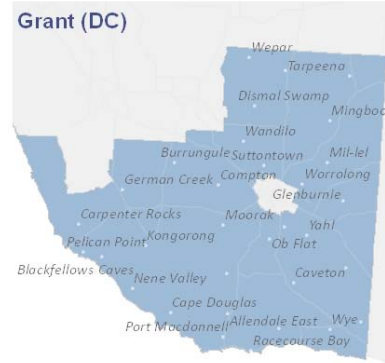 Grant (DC)
Wepar
Tarpeena
Dismal Swamp
Mingboo
Wandilo
Burrungule
Suttontown
Mil-lel
German Creek
Compton
Worrolong
Glenburnie
Carpenter Rocks
Moorak
Yahl
Pelican Point
Kongorong
Ob Flat
Blackfellows Caves
Nene Valley
Caveton
Cape Douglas
Port Macdonnell
Allendale East
Wye
Racecourse Bay